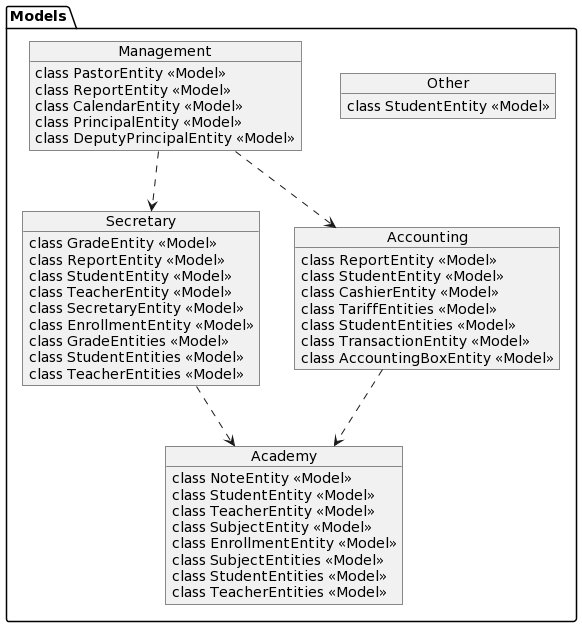 Models
Management
class PastorEntity «Model»
class ReportEntity «Model»
class CalendarEntity «Model»
class PrincipalEntity «Model»
class DeputyPrincipalEntity «Model»
Other
class StudentEntity «Model»
Secretary
class GradeEntity «Model»
class ReportEntity «Model»
class StudentEntity «Model»
class TeacherEntity «Model»
class SecretaryEntity «Model»
class EnrollmentEntity «Model»
class GradeEntities «Model»
class StudentEntities «Model»
class TeacherEntities «Model»
Accounting
class ReportEntity «Model»
class StudentEntity «Model»
class CashierEntity «Model»
class TariffEntities «Model»
class StudentEntities «Model»
class TransactionEntity «Model»
class AccountingBoxEntity «Model»
Academy
class NoteEntity «Model»
class StudentEntity «Model»
class TeacherEntity «Model»
class SubjectEntity «Model»
class EnrollmentEntity «Model»
class SubjectEntities «Model»
class StudentEntities «Model»
class TeacherEntities «Model»